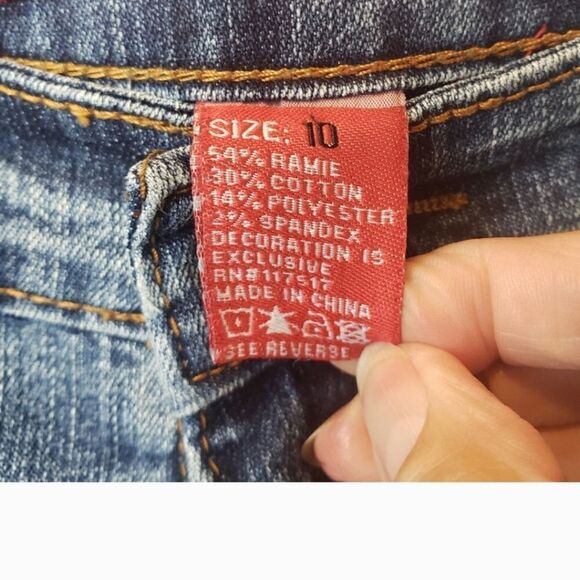 SIZE: 10
54% RAMIE
30% COTTON
14% POLYESTER
2% SPANDEX
DECORATION IS
EXCLUSIVE
RN#117517
MADE IN CHINA
SEE REVERSE